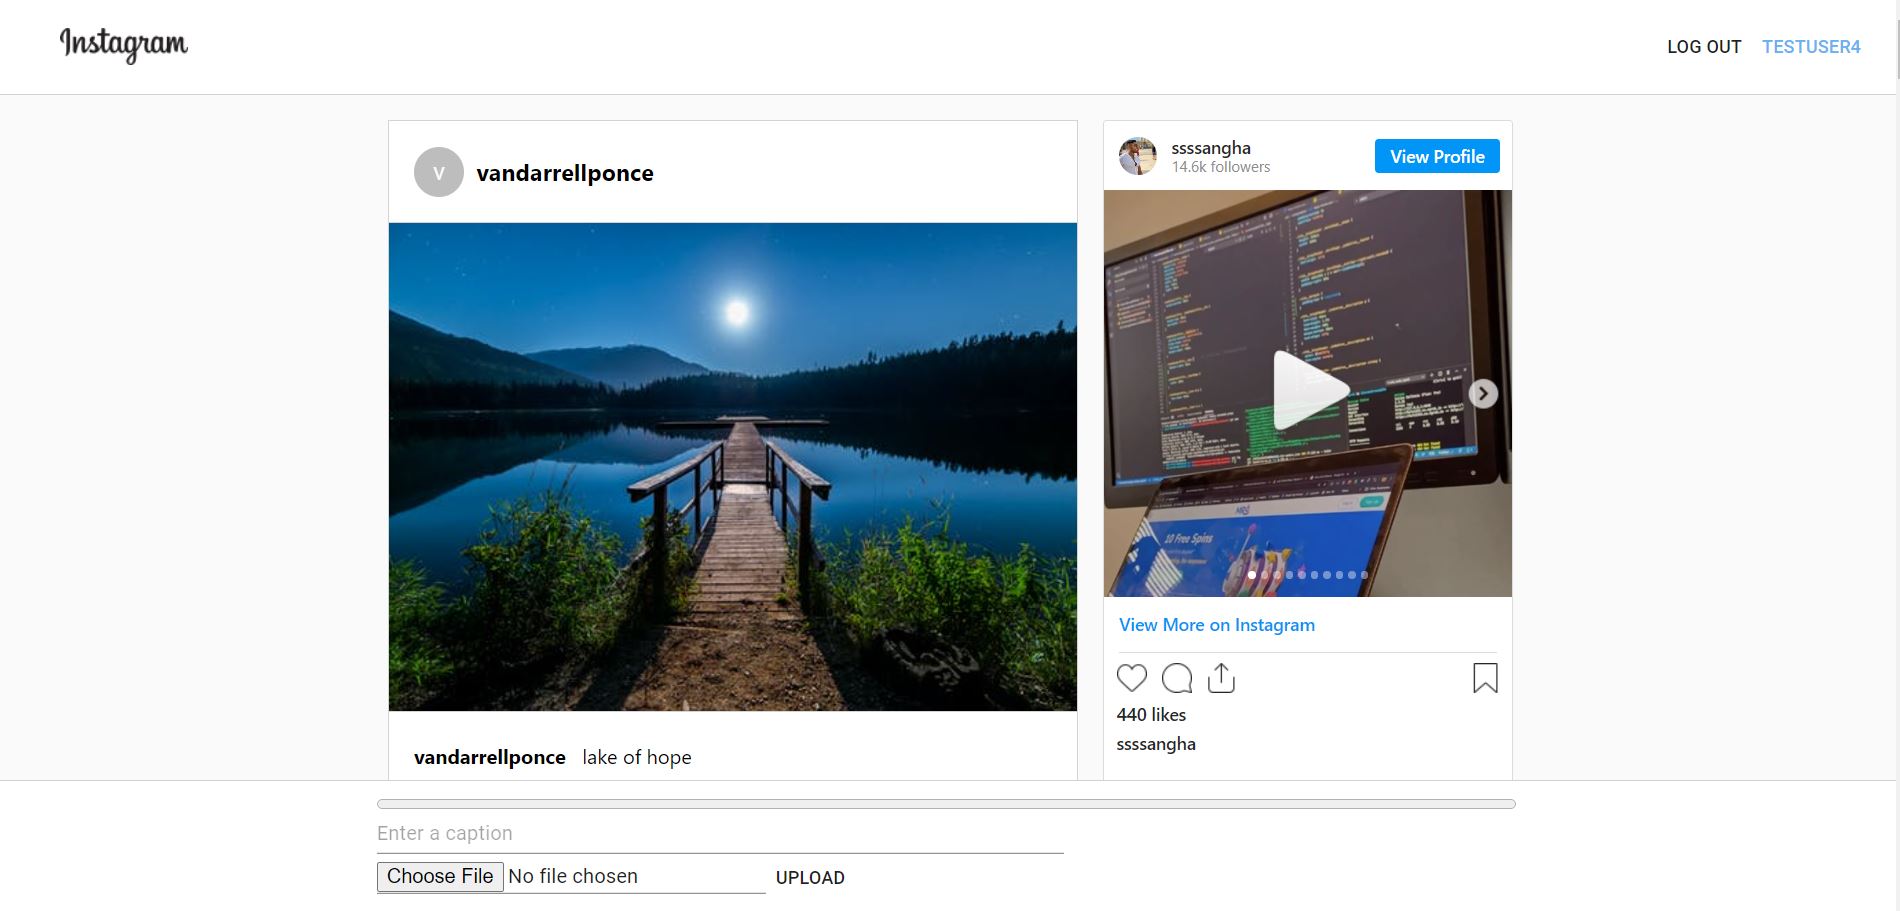 Instagram
LOG OUT TESTUSER4
V vandarrellponce
vandarrellponce lake of hope
ssssangha
14.6k followers
View Profile
10 Free Spins
View More on Instagram
440 likes
ssssangha
Enter a caption
Choose File No file chosen UPLOAD